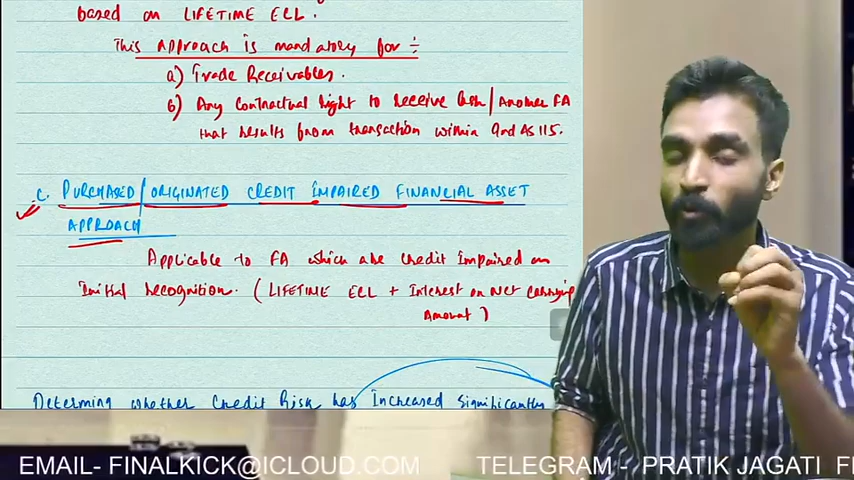 based on LIFETIME ECL.
This approach is mandatory for ÷
a) Trade Receivables.
b) Any Contractual Right to Receive Cash / Another FA
that results from transaction within Ind AS 115.
C. PURCHASED / ORIGINATED CREDIT IMPAIRED FINANCIAL ASSET
APPROACH
Applicable to FA which are credit impaired on
Initial recognition. (LIFETIME ECL + Interest on Net Carrying
Amount)
Determining whether Credit Risk has Increased Significantly
EMAIL- FINALKICK@ICLOUD.COM TELEGRAM - PRATIK JAGATI